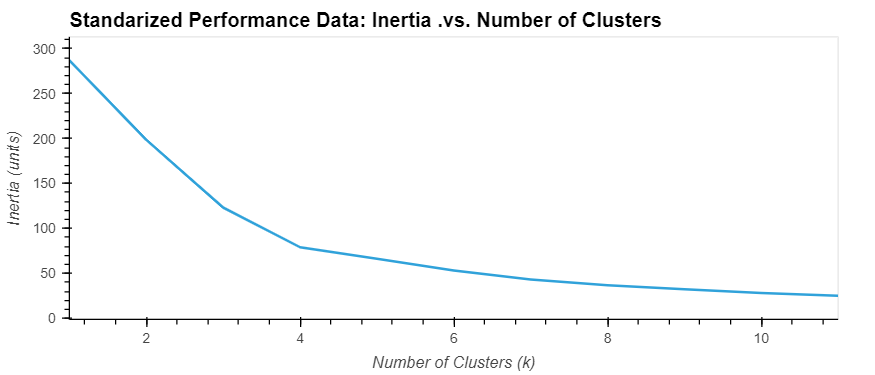 Standarized Performance Data: Inertia .vs. Number of Clusters
300
250
200
150
100
50
0
Inertia (units)
2 4 6 8 10
Number of Clusters (k)